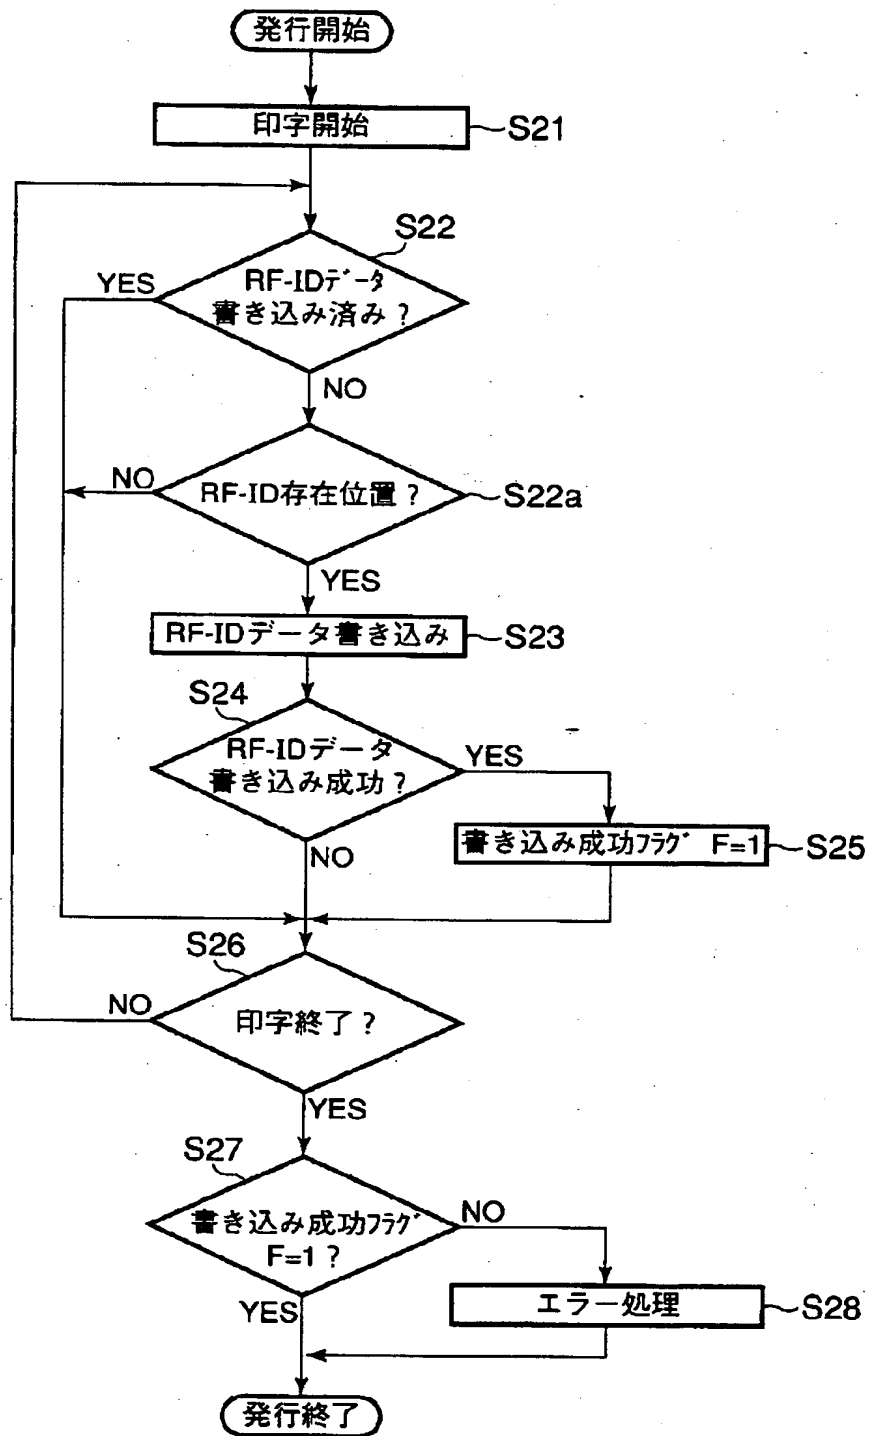 発行開始
印字開始
S21
S22
RF-IDﾃﾞｰﾀ
書き込み済み?
YES
NO
RF-ID存在位置?
S22a
NO
YES
RF-IDデータ書き込み
S23
S24
RF-IDデータ
書き込み成功?
YES
書き込み成功ﾌﾗｸﾞ F=1
S25
NO
S26
印字終了?
NO
YES
S27
書き込み成功ﾌﾗｸﾞ
F=1?
NO
エラー処理
S28
YES
発行終了